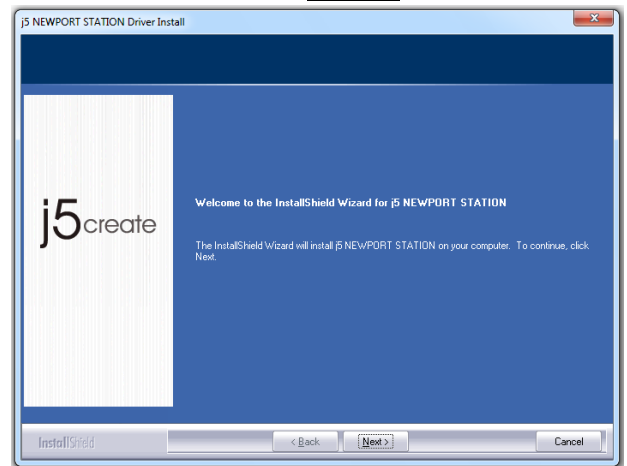 j5 NEWPORT STATION Driver Install
j5create
Welcome to the InstallShield Wizard for j5 NEWPORT STATION
The InstallShield Wizard will install j5 NEWPORT STATION on your computer. To continue, click
Next.
InstallShield
< Back Next > Cancel